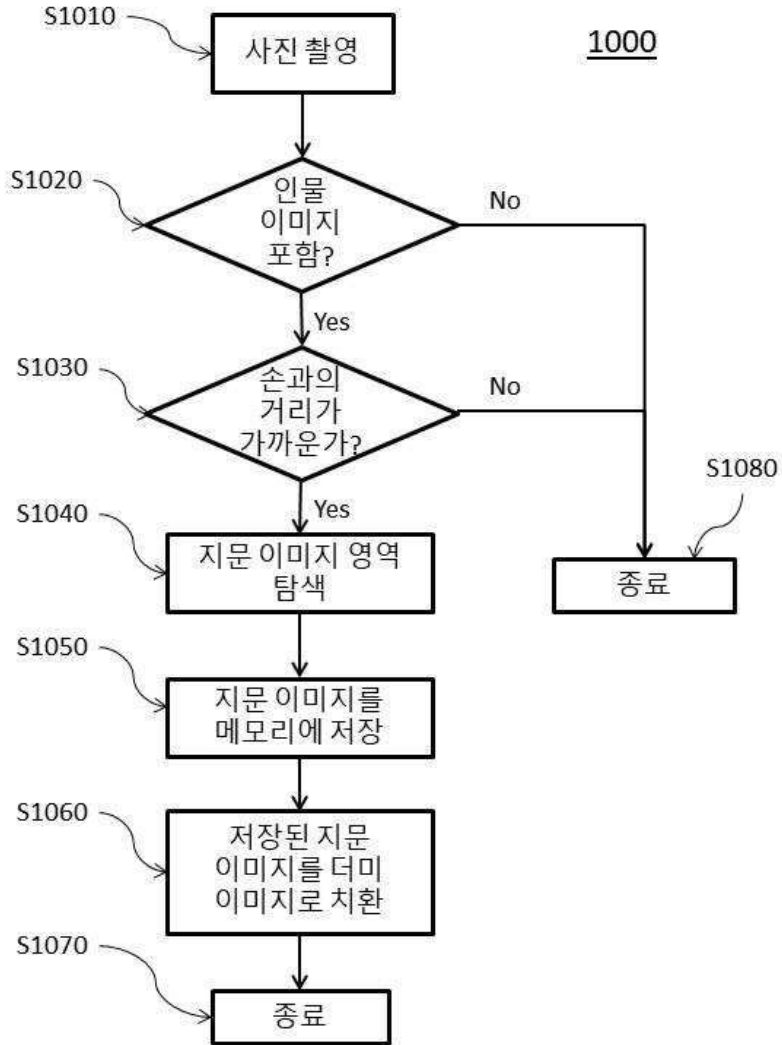 S1010
사진 촬영
1000
S1020
인물
이미지
포함?
No
Yes
S1030
손과의
거리가
가까운가?
No
Yes
S1080
S1040
지문 이미지 영역
탐색
종료
S1050
지문 이미지를
메모리에 저장
S1060
저장된 지문
이미지를 더미
이미지로 치환
S1070
종료